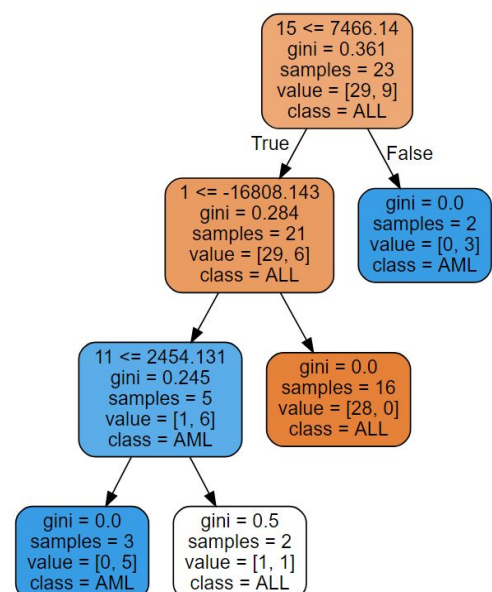 15 <= 7466.14
gini = 0.361
samples = 23
value = [29, 9]
class = ALL
True
False
1 <= -16808.143
gini = 0.284
samples = 21
value = [29, 6]
class = ALL
gini = 0.0
samples = 2
value = [0, 3]
class = AML
11 <= 2454.131
gini = 0.245
samples = 5
value = [1, 6]
class = AML
gini = 0.0
samples = 16
value = [28, 0]
class = ALL
gini = 0.0
samples = 3
value = [0, 5]
class = AML
gini = 0.5
samples = 2
value = [1, 1]
class = ALL